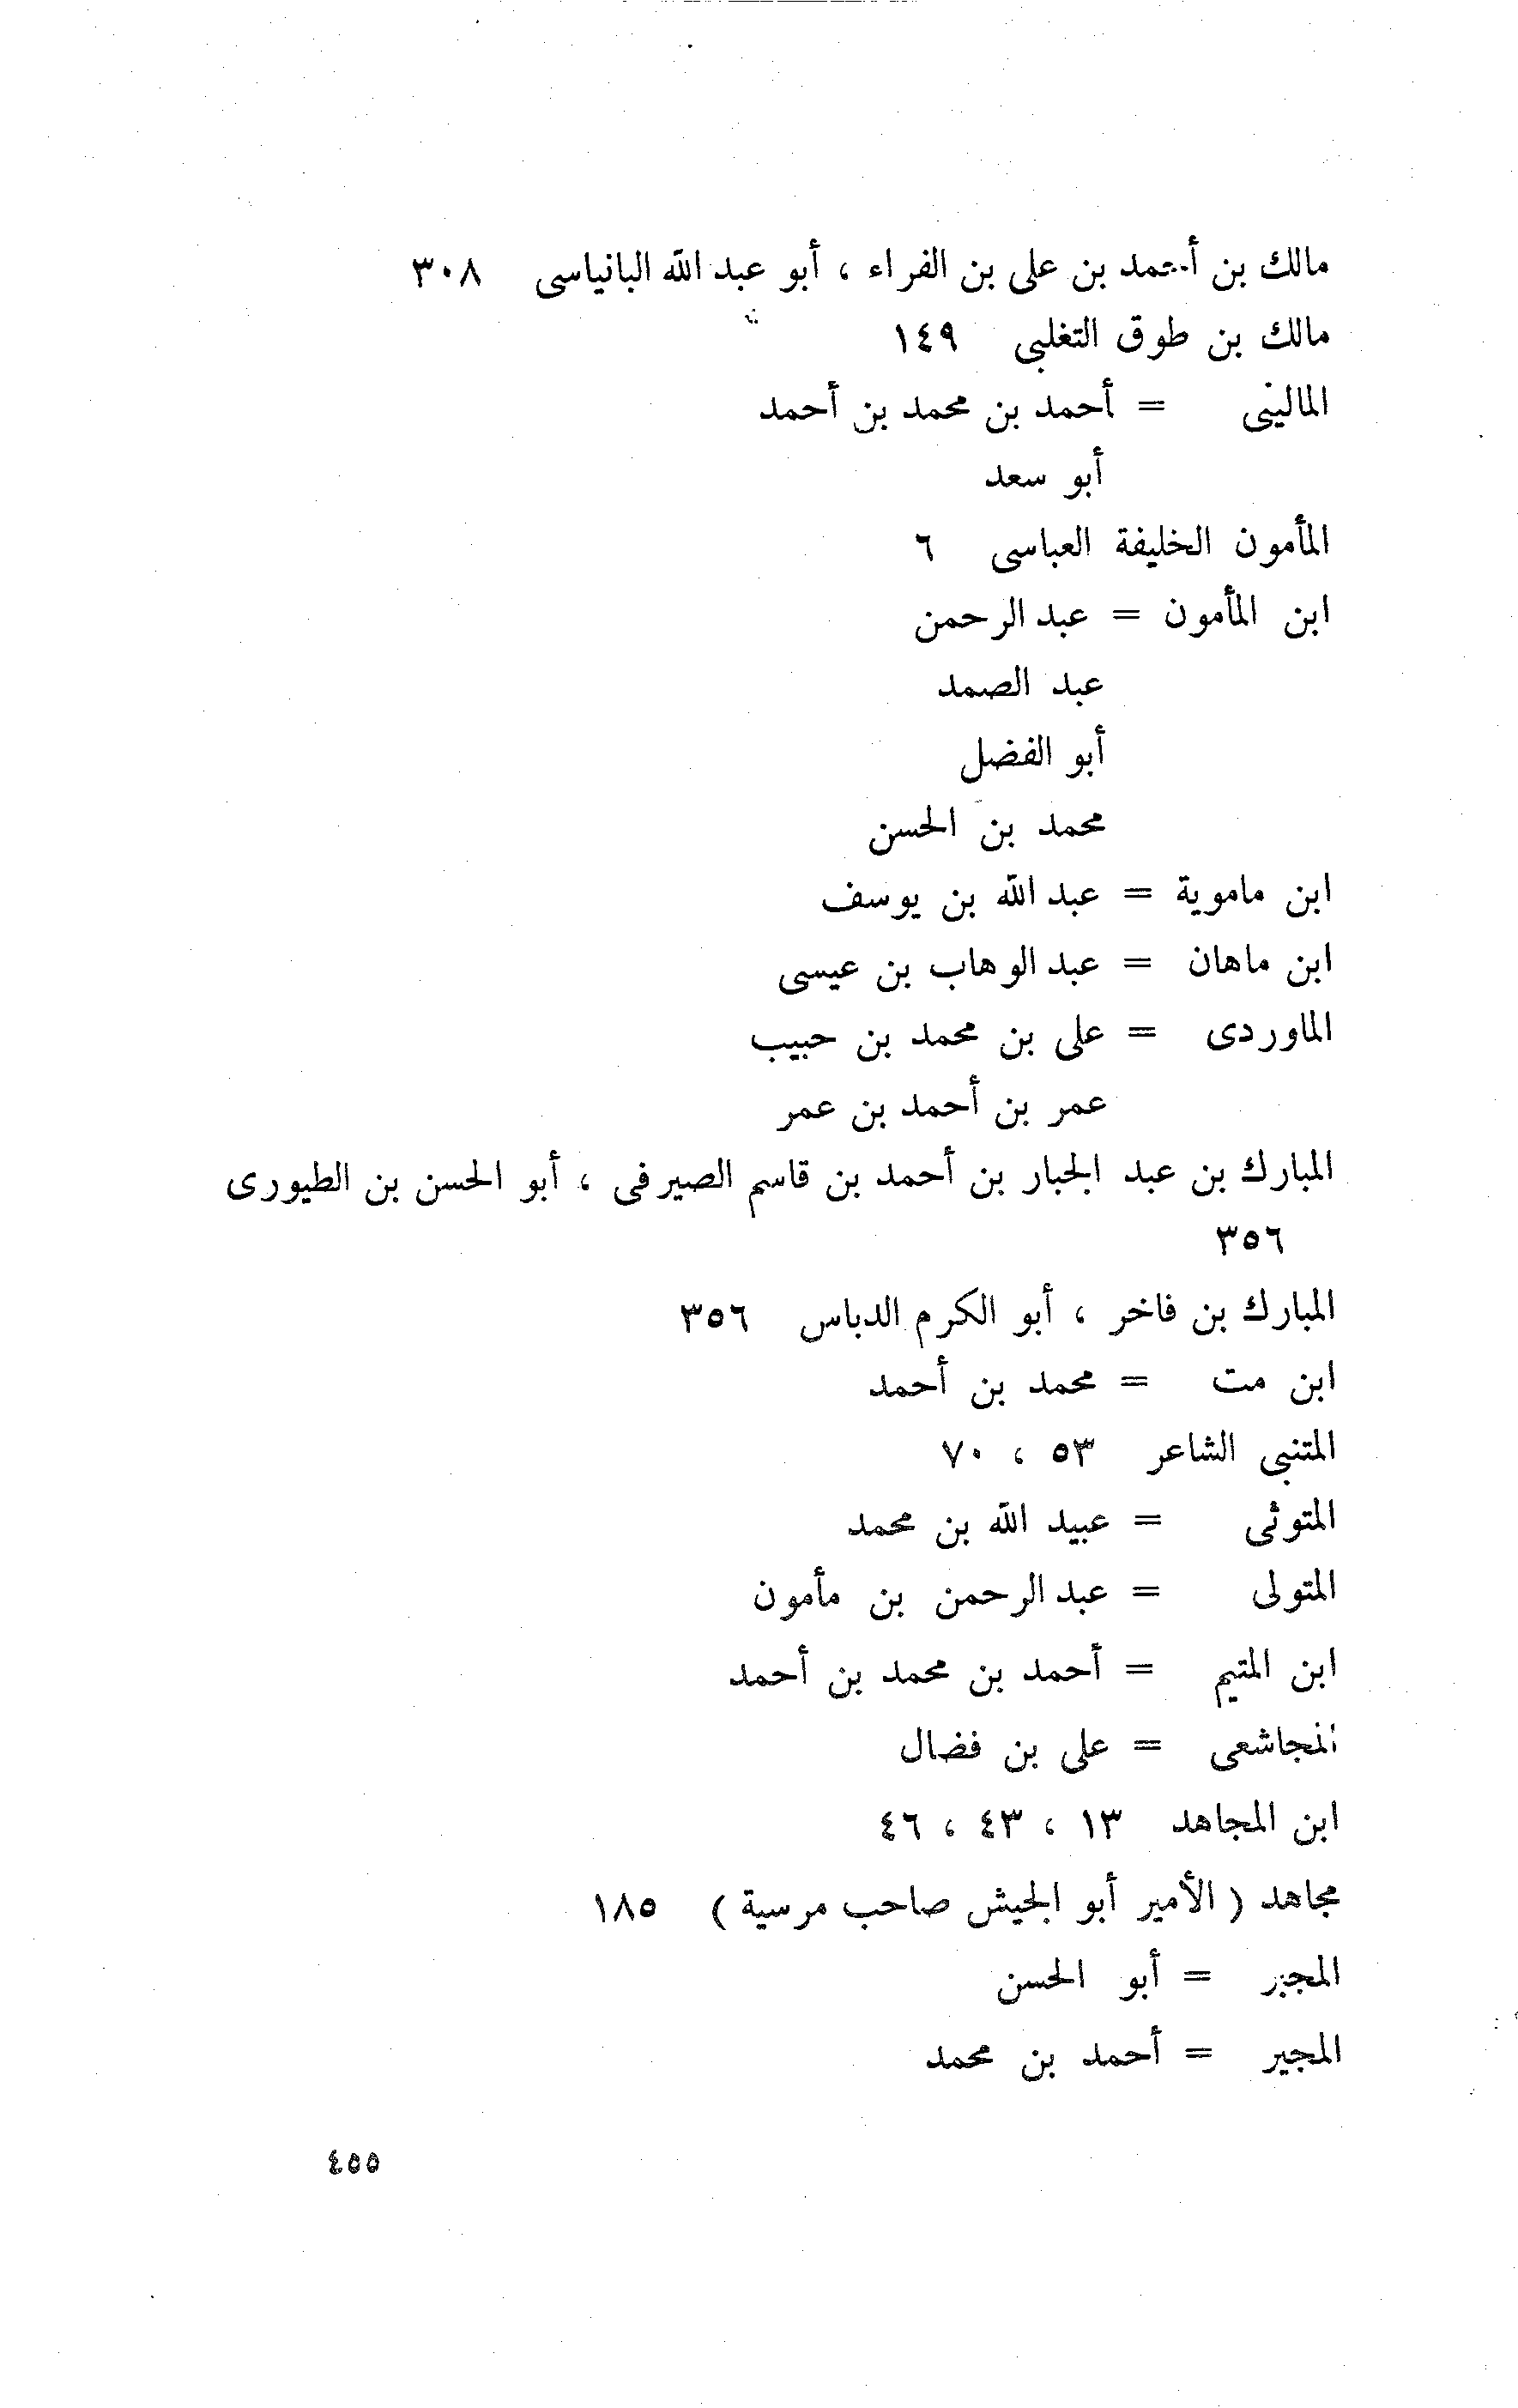 مالك بن أحمد بن على بن الفراء ، أبو عبد الله البانياسى ٣٠٨
مالك بن طوق التغلبى ١٤٩
المالينى = أحمد بن محمد بن أحمد
أبو سعد
المأمون الخليفة العباسى ٦
ابن المأمون = عبد الرحمن
عبد الصمد
أبو الفضل
محمد بن الحسن
ابن ماموية = عبد الله بن يوسف
ابن ماهان = عبد الوهاب بن عيسى
الماوردى = على بن محمد بن حبيب
عمر بن أحمد بن عمر
المبارك بن عبد الجبار بن أحمد بن قاسم الصيرفى ، أبو الحسن بن الطيورى
٣٥٦
المبارك بن فاخر ، أبو الكرم الدباس ٣٥٦
ابن مت = محمد بن أحمد
المتنبى الشاعر ٥٣ ، ٧٠
المتوثى = عبيد الله بن محمد
المتولى = عبد الرحمن بن مأمون
ابن المتيم = أحمد بن محمد بن أحمد
المجاشعى = على بن فضال
ابن المجاهد ١٣ ، ٤٣ ، ٤٦
مجاهد ( الأمير أبو الجيش صاحب مرسية ) ١٨٥
المجبر = أبو الحسن
المجير = أحمد بن محمد
٤٥٥